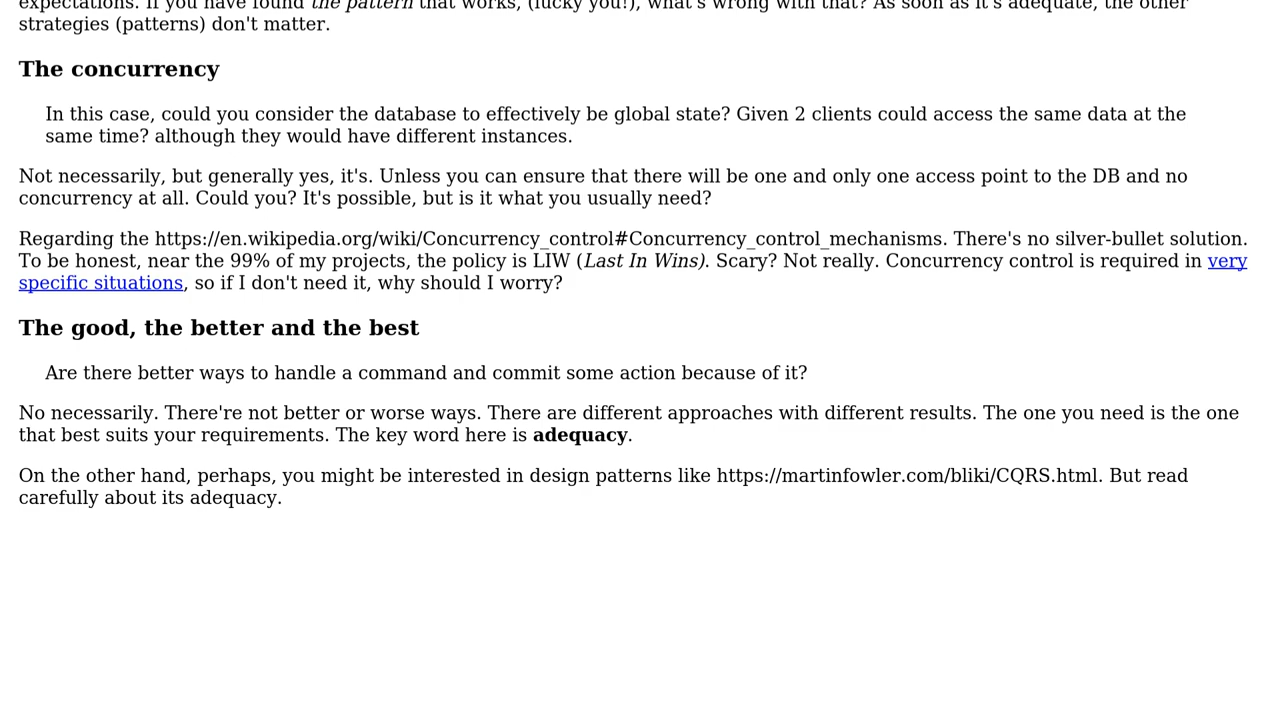 expectations. If you have found the pattern that works, (lucky you!), what's wrong with that? As soon as it's adequate, the other
strategies (patterns) don't matter.
The concurrency
In this case, could you consider the database to effectively be global state? Given 2 clients could access the same data at the
same time? although they would have different instances.
Not necessarily, but generally yes, it's. Unless you can ensure that there will be one and only one access point to the DB and no
concurrency at all. Could you? It's possible, but is it what you usually need?
Regarding the https://en.wikipedia.org/wiki/Concurrency_control#Concurrency_control_mechanisms. There's no silver-bullet solution.
To be honest, near the 99% of my projects, the policy is LIW (Last In Wins). Scary? Not really. Concurrency control is required in very
specific situations, so if I don't need it, why should I worry?
The good, the better and the best
Are there better ways to handle a command and commit some action because of it?
No necessarily. There're not better or worse ways. There are different approaches with different results. The one you need is the one
that best suits your requirements. The key word here is adequacy.
On the other hand, perhaps, you might be interested in design patterns like https://martinfowler.com/bliki/CQRS.html. But read
carefully about its adequacy.